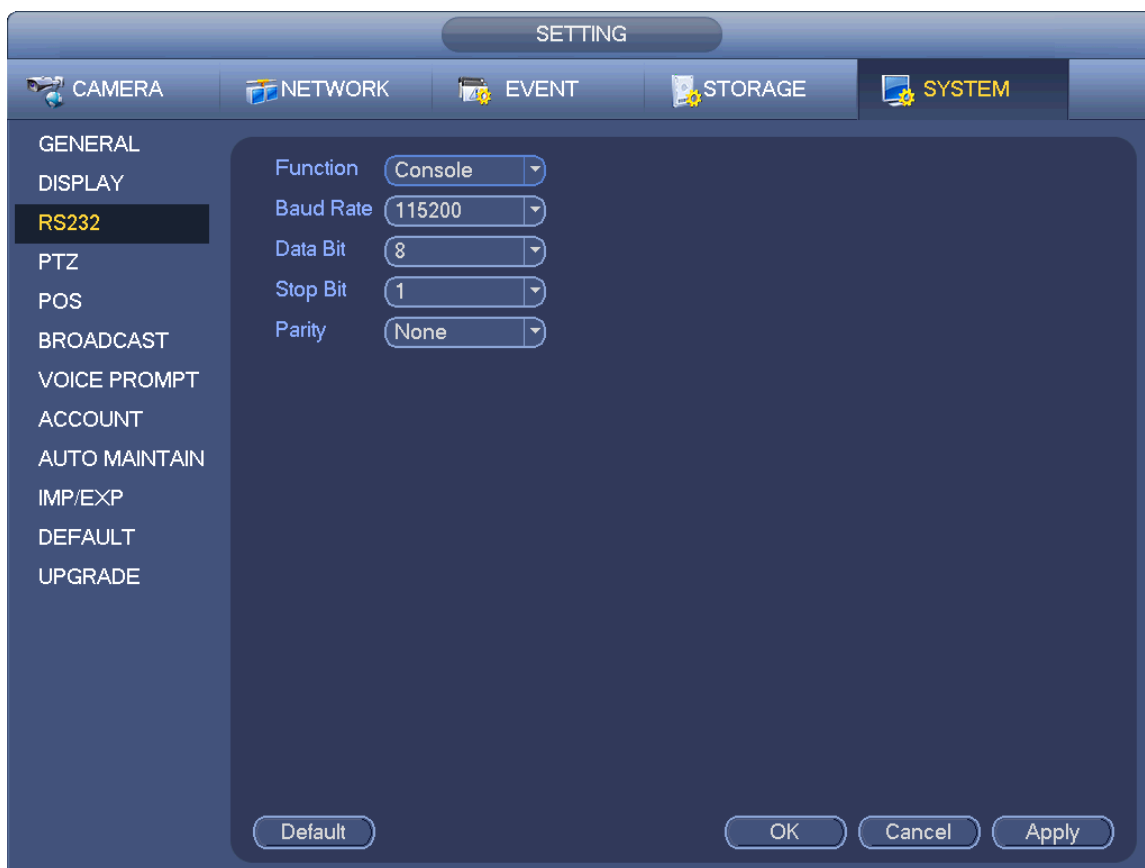 SETTING
CAMERA NETWORK EVENT STORAGE SYSTEM
GENERAL
DISPLAY
RS232
PTZ
POS
BROADCAST
VOICE PROMPT
ACCOUNT
AUTO MAINTAIN
IMP/EXP
DEFAULT
UPGRADE
Function Console
Baud Rate 115200
Data Bit 8
Stop Bit 1
Parity None
Default OK Cancel Apply